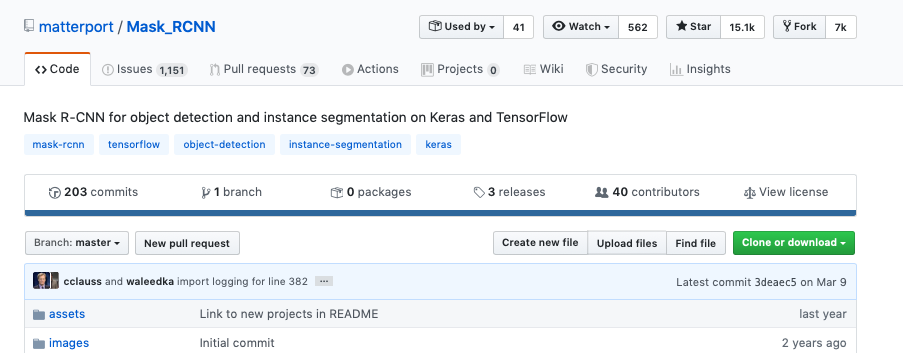 matterport / Mask_RCNN Used by 41 Watch 562 Star 15.1k Fork 7k
Code Issues 1,151 Pull requests 73 Actions Projects 0 Wiki Security Insights
Mask R-CNN for object detection and instance segmentation on Keras and TensorFlow
mask-rcnn tensorflow object-detection instance-segmentation keras
203 commits 1 branch 0 packages 3 releases 40 contributors View license
Branch: master New pull request Create new file Upload files Find file Clone or download
cclauss and waleedka import logging for line 382 ... Latest commit 3deaec5 on Mar 9
assets Link to new projects in README last year
images Initial commit 2 years ago